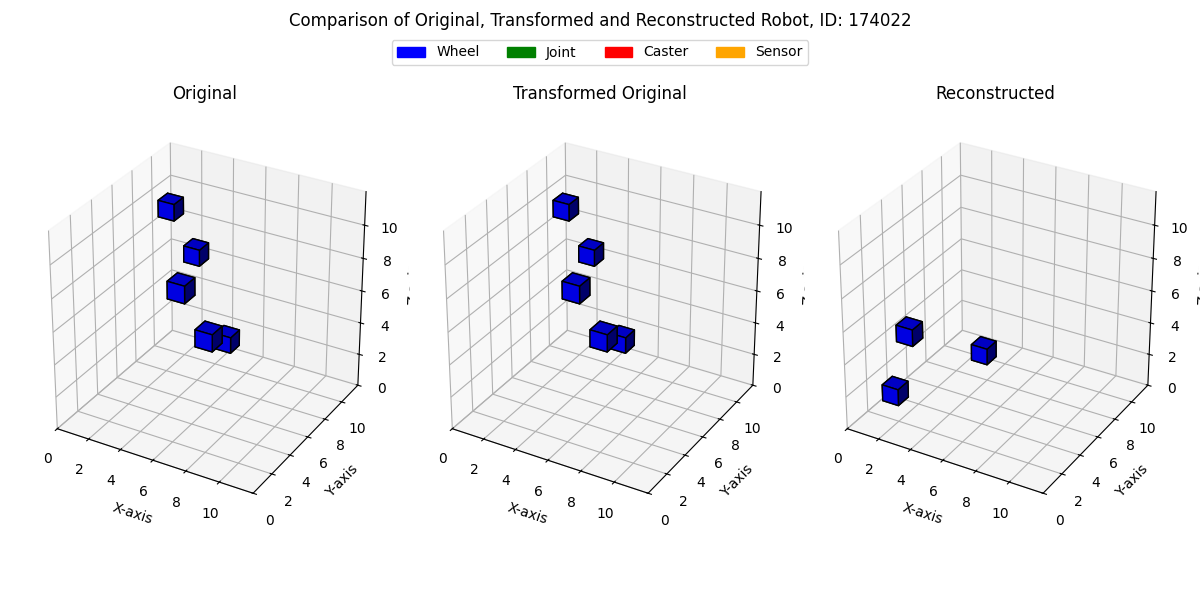 Comparison of Original, Transformed and Reconstructed Robot, ID: 174022
Wheel Joint Caster Sensor
Original
Transformed Original
Reconstructed
0 2 4 6 8 10
X-axis
0 2 4 6 8 10
Y-axis
0 2 4 6 8 10
0 2 4 6 8 10
X-axis
0 2 4 6 8 10
Y-axis
0 2 4 6 8 10
0 2 4 6 8 10
X-axis
0 2 4 6 8 10
Y-axis
0 2 4 6 8 10